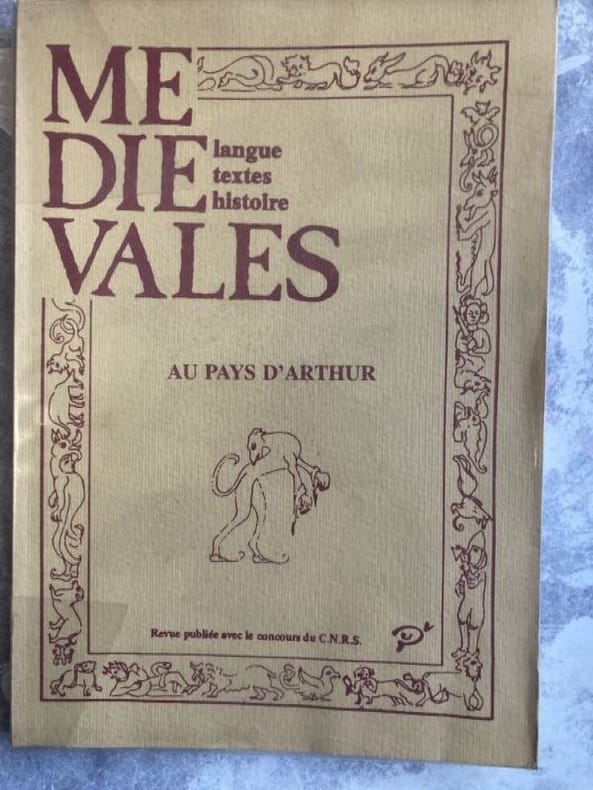 ME
DIE
VALES
langue
textes
histoire
AU PAYS D'ARTHUR
Revue publiée avec le concours du C.N.R.S.